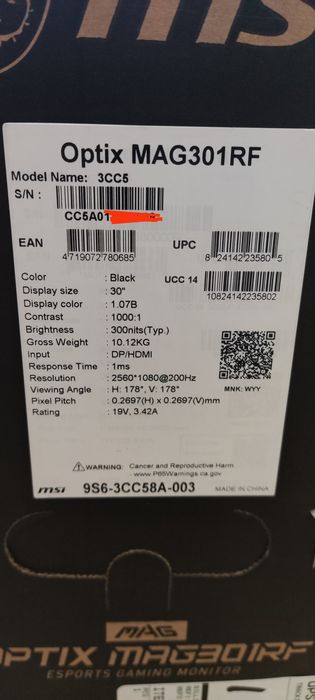 msi
Optix MAG301RF
Model Name: 3CC5
S/N :
CC5A01
EAN
4719072780685
UPC
8 24142 23580 5
Color : Black
Display size : 30"
Display color : 1.07B
Contrast : 1000:1
Brightness : 300nits(Typ.)
Gross Weight : 10.12KG
Input : DP/HDMI
Response Time : 1ms
Resolution : 2560*1080@200Hz
Viewing Angle : H: 178°, V: 178°
Pixel Pitch : 0.2697(H) x 0.2697(V)mm
Rating : 19V, 3.42A
UCC 14
10824142235802
MNK: WYY
WARNING: Cancer and Reproductive Harm
- www.P65Warnings.ca.gov
msi 9S6-3CC58A-003 MADE IN CHINA
MAG
OPTIX MAG301RF
ESPORTS GAMING MONITOR